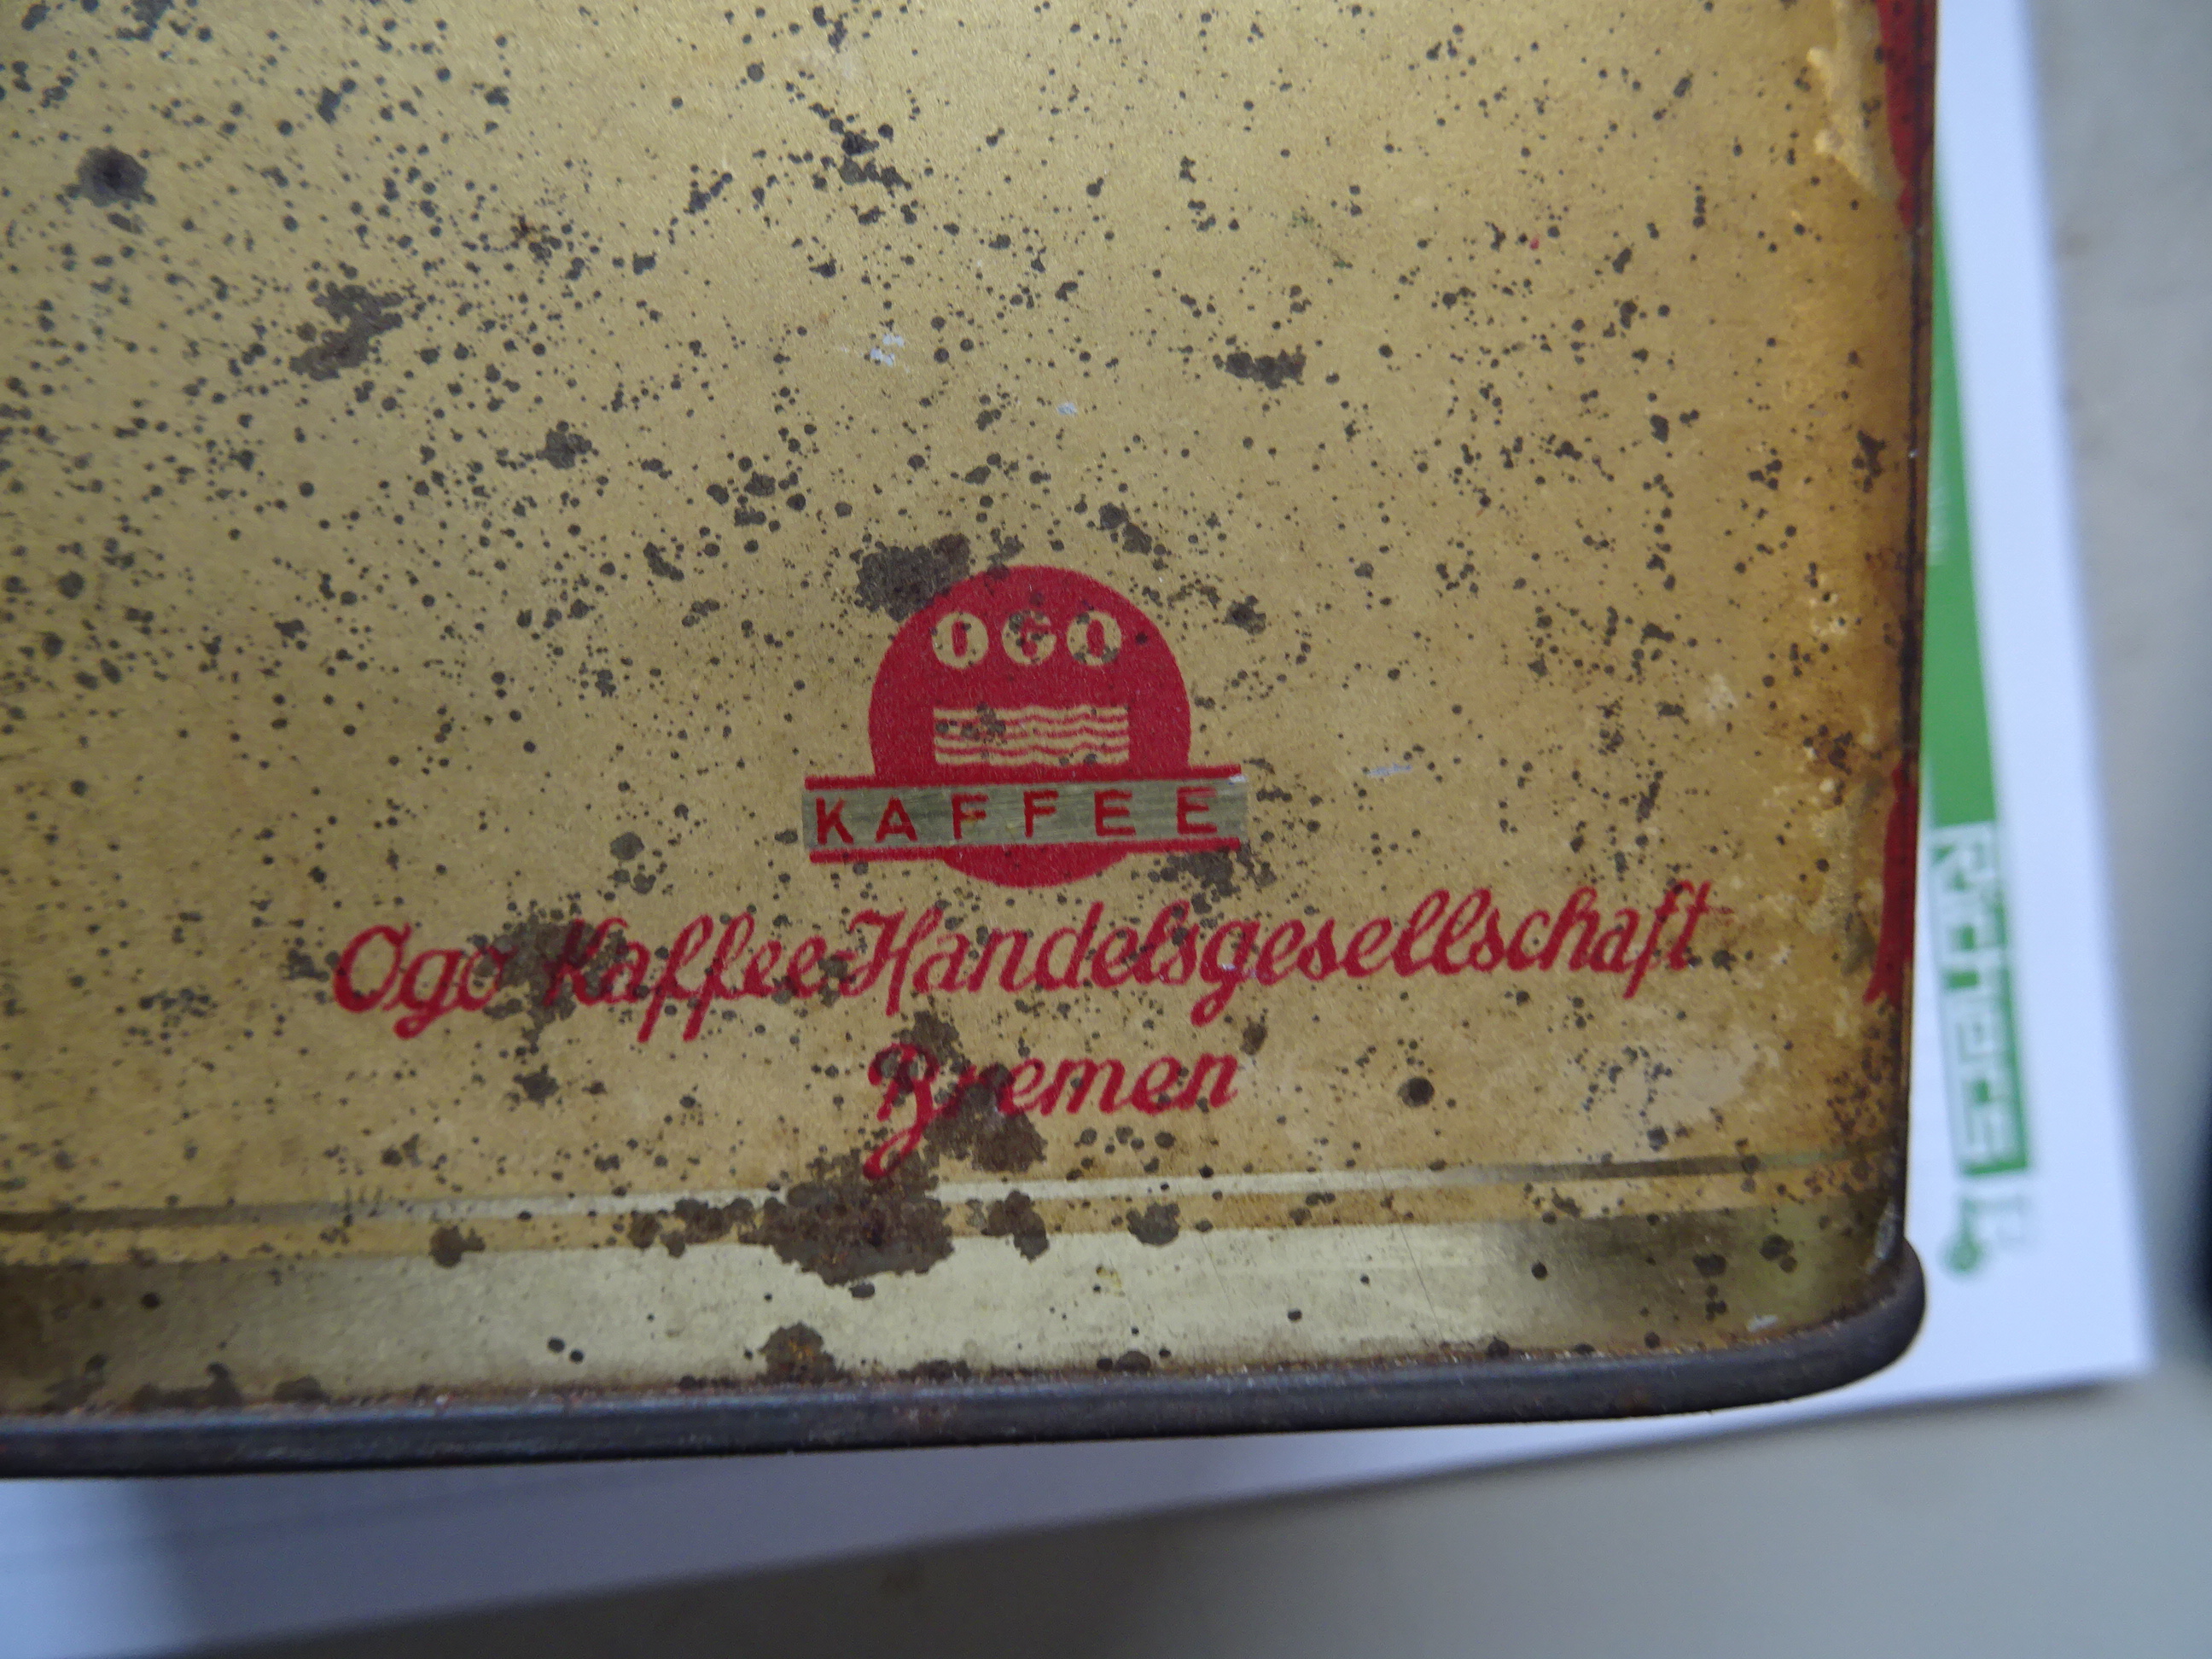 OGO
KAFFEE
Ogo Kaffee-Handelsgesellschaft
Bremen